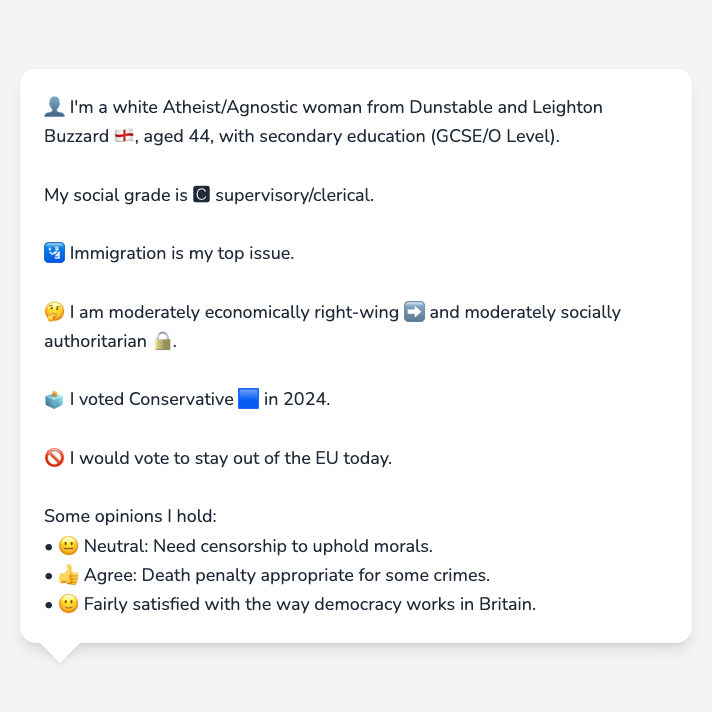 👤 I'm a white Atheist/Agnostic woman from Dunstable and Leighton
Buzzard 🏴󠁧󠁢󠁥󠁮󠁧󠁿, aged 44, with secondary education (GCSE/O Level).
My social grade is 🅲 supervisory/clerical.
🛂 Immigration is my top issue.
🤔 I am moderately economically right-wing ➡️ and moderately socially
authoritarian 🔒.
🗳️ I voted Conservative 🟦 in 2024.
🚫 I would vote to stay out of the EU today.
Some opinions I hold:
• 😐 Neutral: Need censorship to uphold morals.
• 👍 Agree: Death penalty appropriate for some crimes.
• 🙂 Fairly satisfied with the way democracy works in Britain.